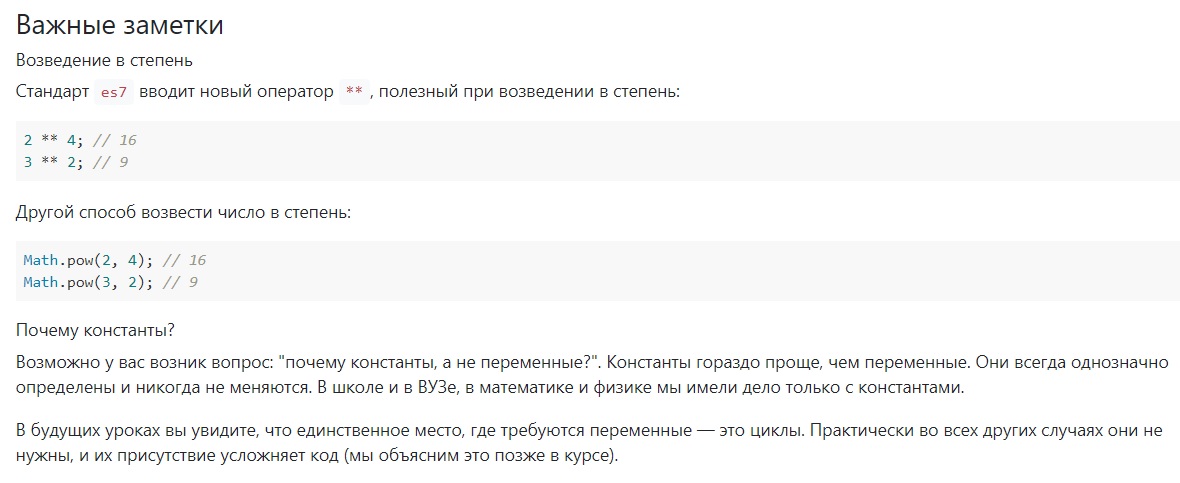 Важные заметки
Возведение в степень
Стандарт es7 вводит новый оператор ** , полезный при возведении в степень:
2 ** 4; // 16
3 ** 2; // 9
Другой способ возвести число в степень:
Math.pow(2, 4); // 16
Math.pow(3, 2); // 9
Почему константы?
Возможно у вас возник вопрос: "почему константы, а не переменные?". Константы гораздо проще, чем переменные. Они всегда однозначно
определены и никогда не меняются. В школе и в ВУЗе, в математике и физике мы имели дело только с константами.
В будущих уроках вы увидите, что единственное место, где требуются переменные — это циклы. Практически во всех других случаях они не
нужны, и их присутствие усложняет код (мы объясним это позже в курсе).